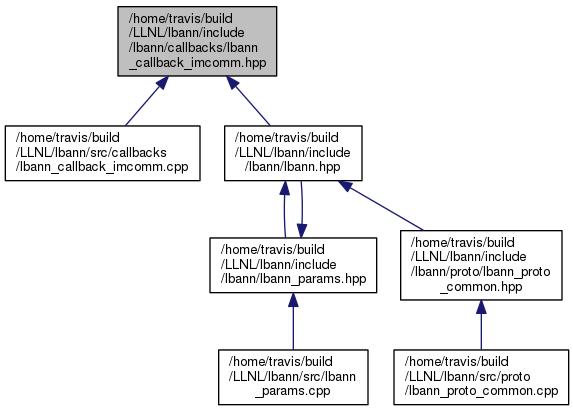 /home/travis/build
/LLNL/lbann/include
/lbann/callbacks/lbann
_callback_imcomm.hpp
/home/travis/build
/LLNL/lbann/src/callbacks
/lbann_callback_imcomm.cpp
/home/travis/build
/LLNL/lbann/include
/lbann/lbann.hpp
/home/travis/build
/LLNL/lbann/include
/lbann/lbann_params.hpp
/home/travis/build
/LLNL/lbann/include
/lbann/proto/lbann_proto
_common.hpp
/home/travis/build
/LLNL/lbann/src/lbann
_params.cpp
/home/travis/build
/LLNL/lbann/src/proto
/lbann_proto_common.cpp